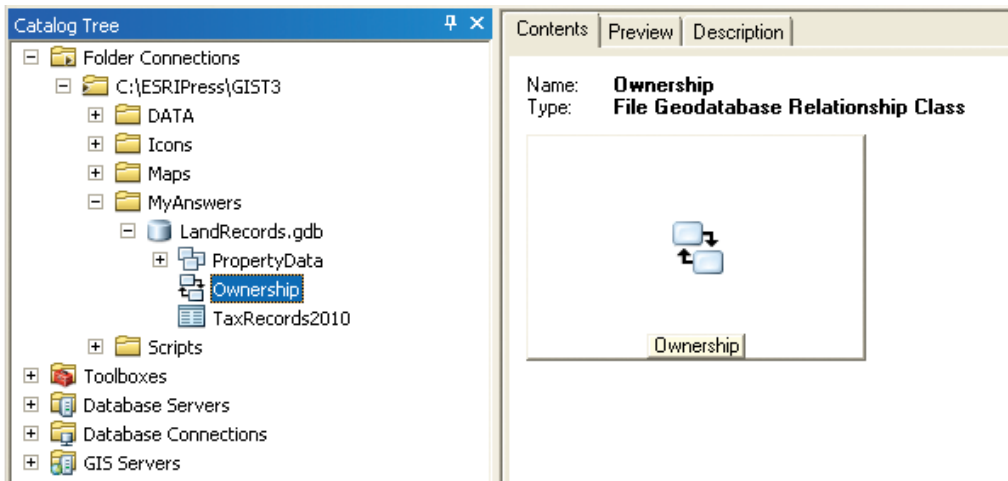 Catalog Tree
Folder Connections
C:\ESRIPress\GIST3
DATA
Icons
Maps
MyAnswers
LandRecords.gdb
PropertyData
Ownership
TaxRecords2010
Scripts
Toolboxes
Database Servers
Database Connections
GIS Servers
Contents Preview Description
Name: Ownership
Type: File Geodatabase Relationship Class
Ownership